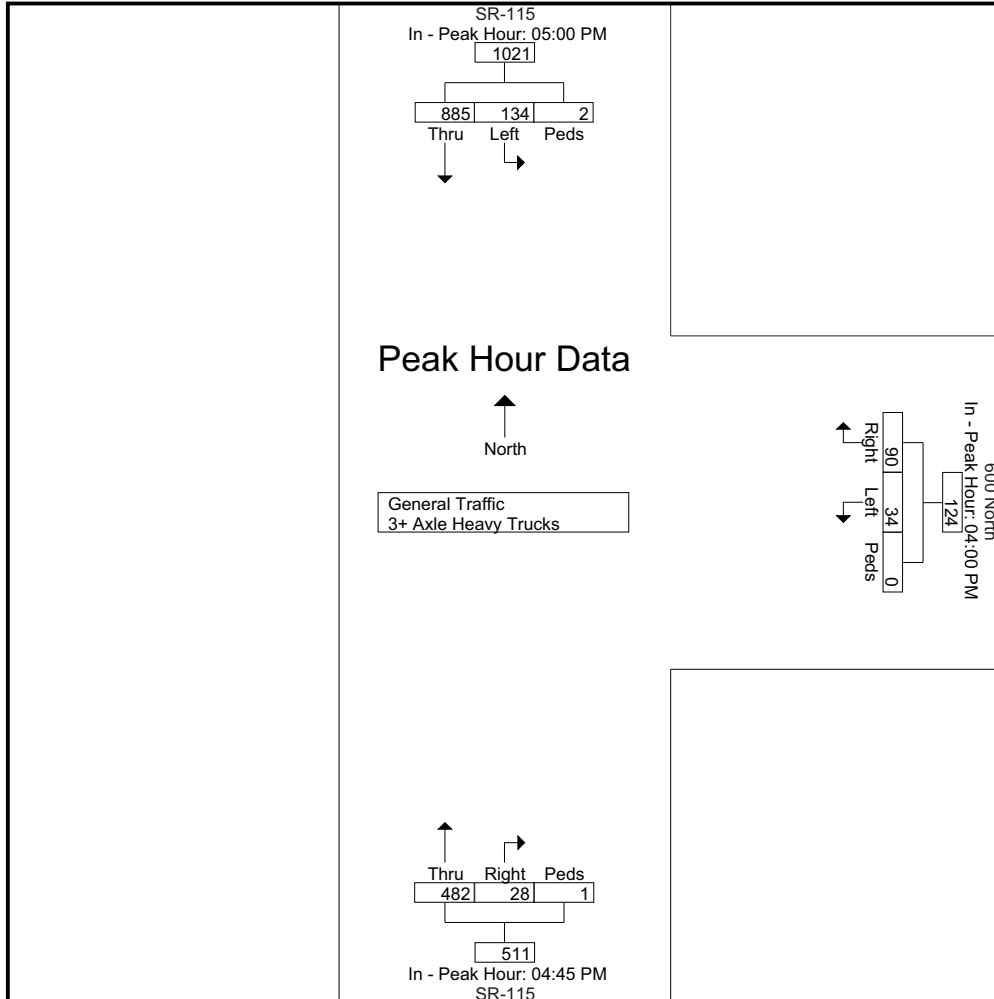 SR-115
In - Peak Hour: 05:00 PM
1021
885 134 2
Thru Left Peds
Peak Hour Data
North
General Traffic
3+ Axle Heavy Trucks
600 North
In - Peak Hour: 04:00 PM
124
90 34 0
Right Left Peds
Thru Right Peds
482 28 1
511
In - Peak Hour: 04:45 PM
SR-115